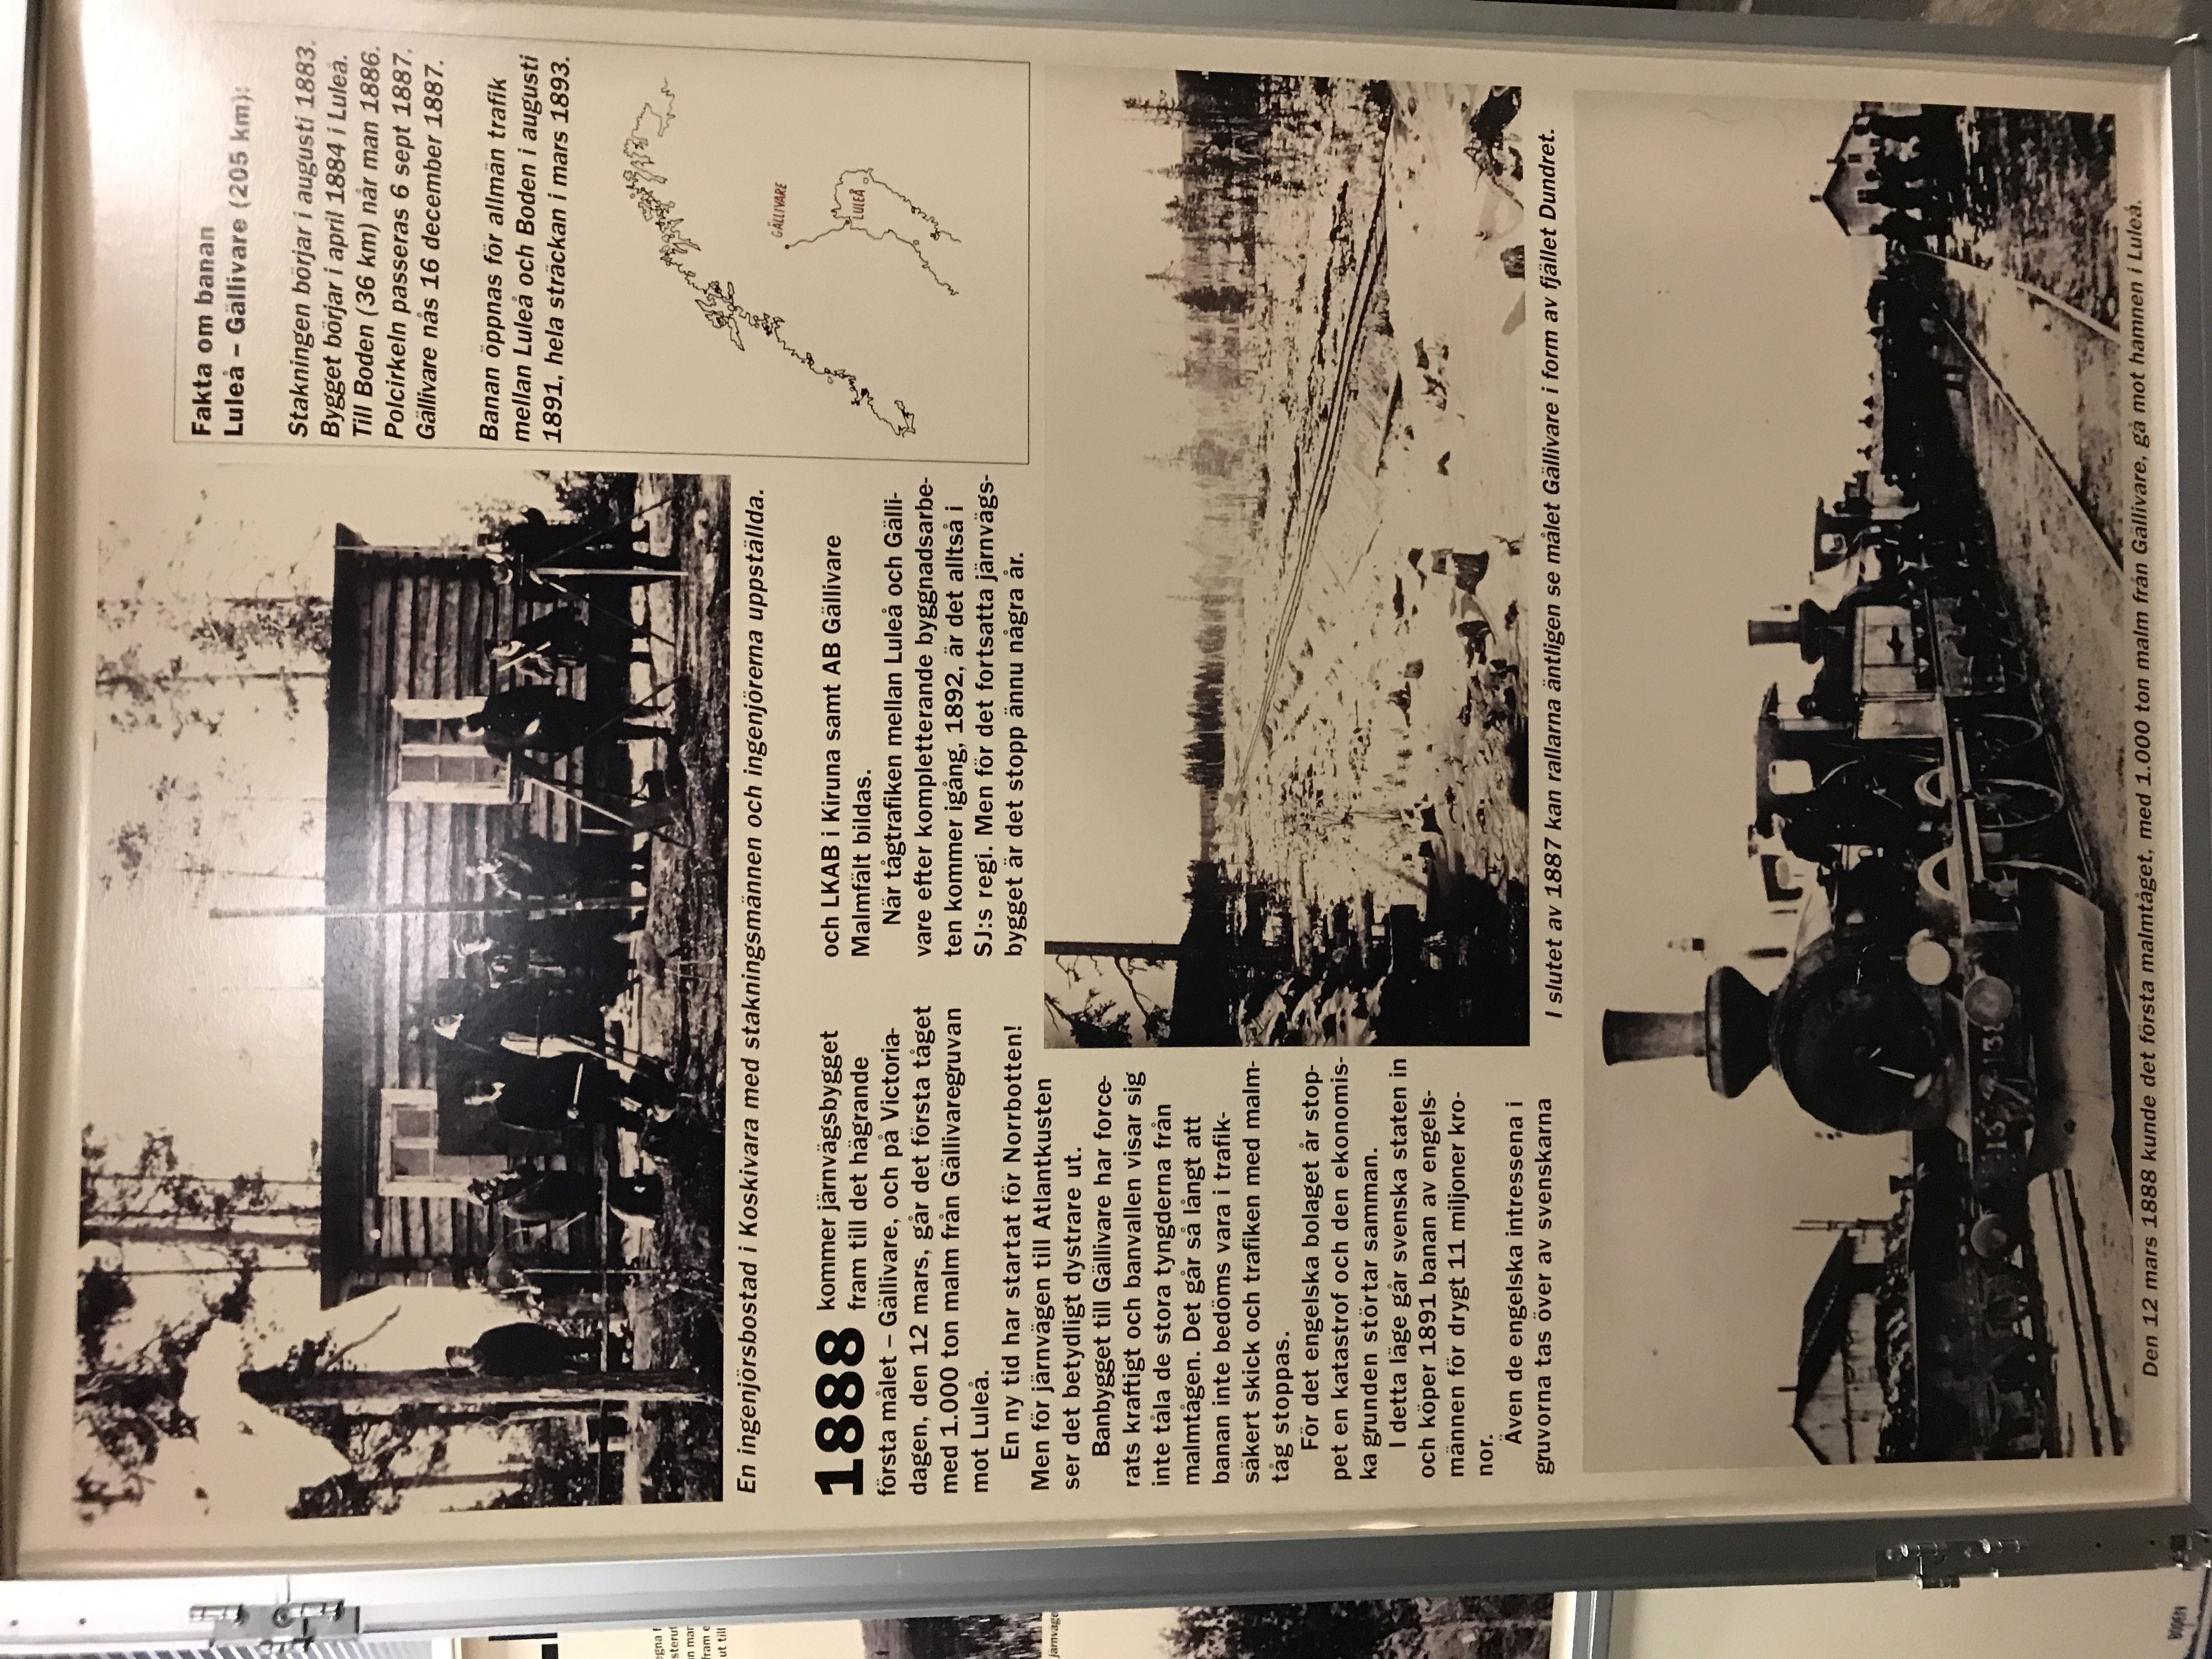 Fakta om banan
Luleå – Gällivare (205 km):
Stakningen börjar i augusti 1883.
Bygget börjar i april 1884 i Luleå.
Till Boden (36 km) når man 1886.
Polcirkeln passeras 6 sept 1887.
Gällivare nås 16 december 1887.
Banan öppnas för allmän trafik
mellan Luleå och Boden i augusti
1891, hela sträckan i mars 1893.
GÄLLIVARE
LULEÅ
En ingenjörsbostad i Koskivara med stakningsmännen och ingenjörerna uppställda.
1888 kommer järnvägsbygget
fram till det hägrande
första målet – Gällivare, och på Victoria-
dagen, den 12 mars, går det första tåget
med 1.000 ton malm från Gällivaregruvan
mot Luleå.
En ny tid har startat för Norrbotten!
Men för järnvägen till Atlantkusten
ser det betydligt dystrare ut.
Banbygget till Gällivare har force-
rats kraftigt och banvallen visar sig
inte tåla de stora tyngderna från
malmtågen. Det går så långt att
banan inte bedöms vara i trafik-
säkert skick och trafiken med malm-
tåg stoppas.
För det engelska bolaget är stop-
pet en katastrof och den ekonomis-
ka grunden störtar samman.
I detta läge går svenska staten in
och köper 1891 banan av engels-
männen för drygt 11 miljoner kro-
nor.
Även de engelska intressena i
gruvorna tas över av svenskarna
och LKAB i Kiruna samt AB Gällivare
Malmfält bildas.
När tågtrafiken mellan Luleå och Gälli-
vare efter kompletterande byggnadsarbe-
ten kommer igång, 1892, är det alltså i
SJ:s regi. Men för det fortsatta järnvägs-
bygget är det stopp ännu några år.
I slutet av 1887 kan rallarna äntligen se målet Gällivare i form av fjället Dundret.
Den 12 mars 1888 kunde det första malmtåget, med 1.000 ton malm från Gällivare, gå mot hamnen i Luleå.